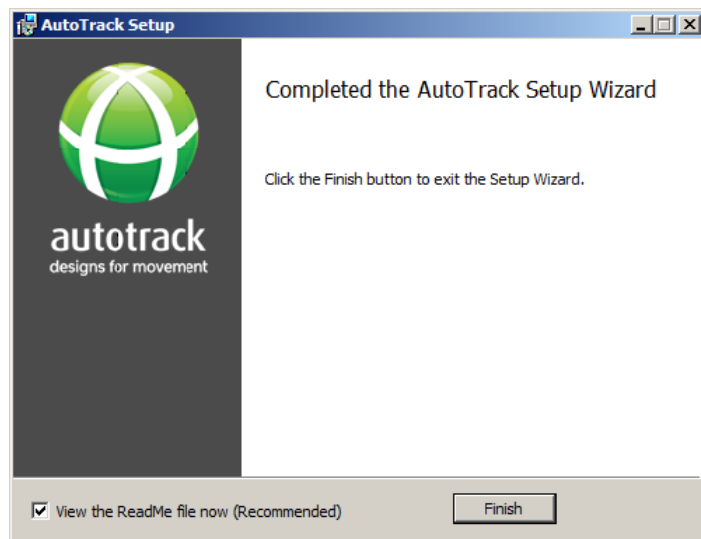 AutoTrack Setup
Completed the AutoTrack Setup Wizard
Click the Finish button to exit the Setup Wizard.
autotrack
designs for movement
View the ReadMe file now (Recommended)
Finish